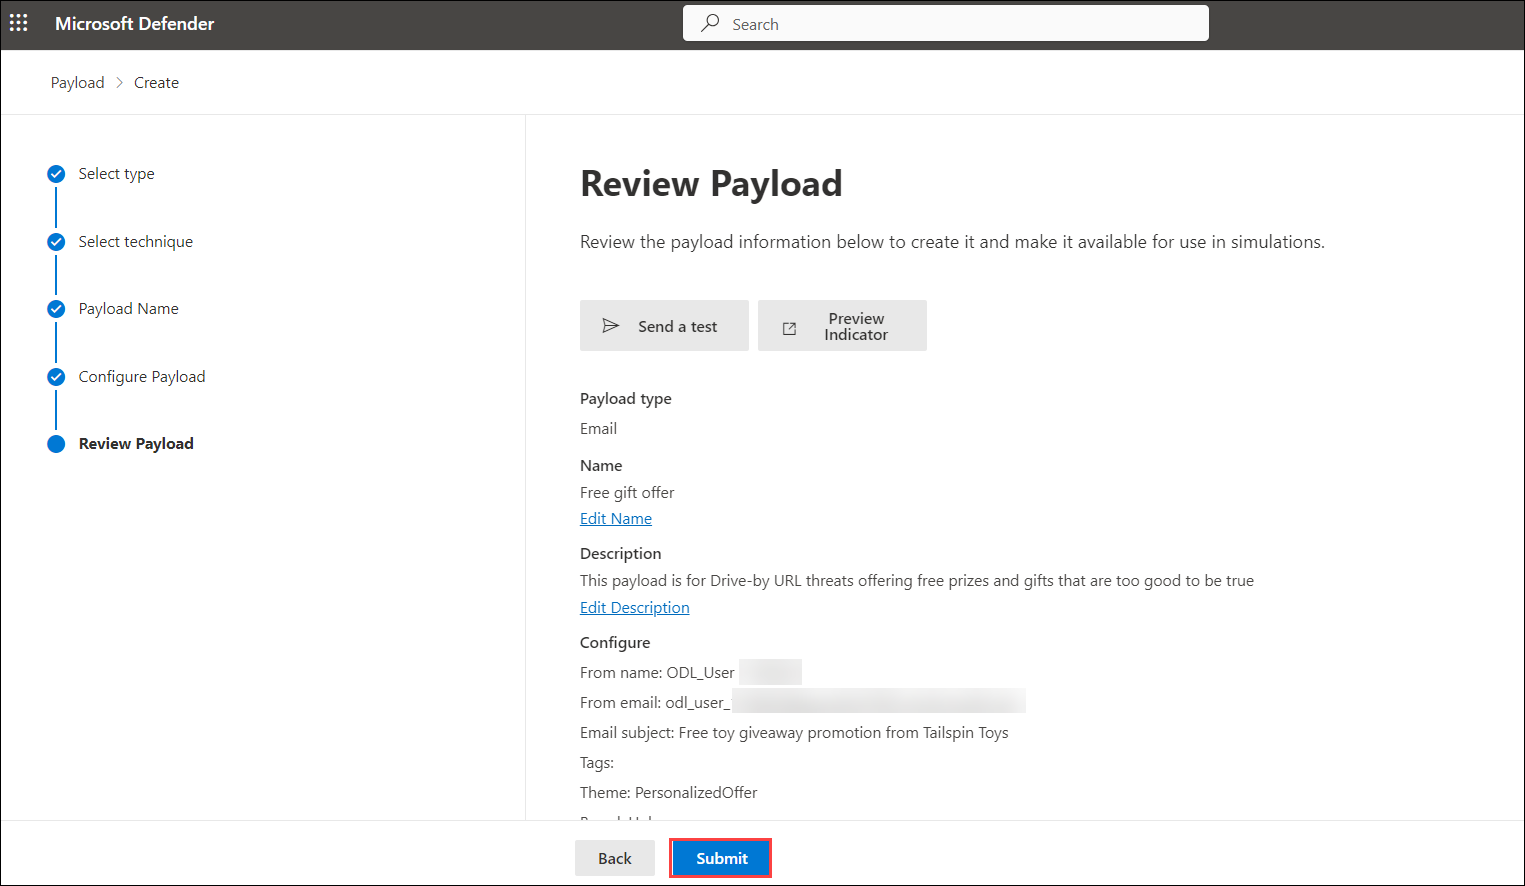 Microsoft Defender
Search
Payload > Create
Select type
Select technique
Payload Name
Configure Payload
Review Payload
Review Payload
Review the payload information below to create it and make it available for use in simulations.
Send a test
Preview
Indicator
Payload type
Email
Name
Free gift offer
Edit Name
Description
This payload is for Drive-by URL threats offering free prizes and gifts that are too good to be true
Edit Description
Configure
From name: ODL_User
From email: odl_user_
Email subject: Free toy giveaway promotion from Tailspin Toys
Tags:
Theme: PersonalizedOffer
Back
Submit